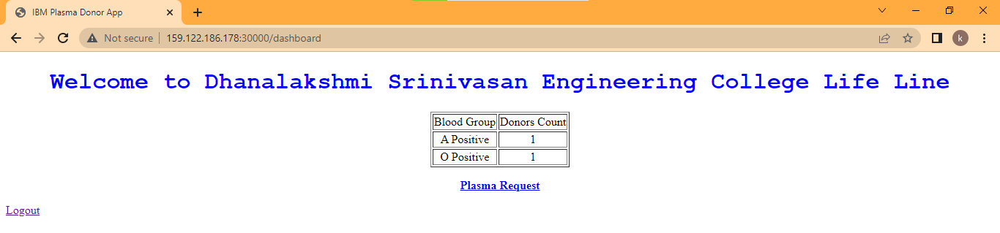 IBM Plasma Donor App
Not secure 159.122.186.178:30000/dashboard
k
Welcome to Dhanalakshmi Srinivasan Engineering College Life Line
Blood Group Donors Count
A Positive 1
O Positive 1
Plasma Request
Logout